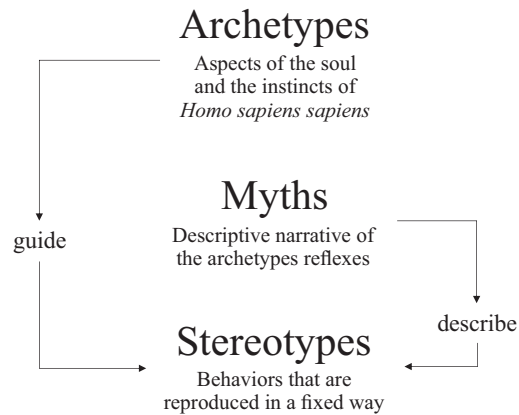 Archetypes
Aspects of the soul
and the instincts of
Homo sapiens sapiens
Myths
Descriptive narrative of
the archetypes reflexes
guide
describe
Stereotypes
Behaviors that are
reproduced in a fixed way